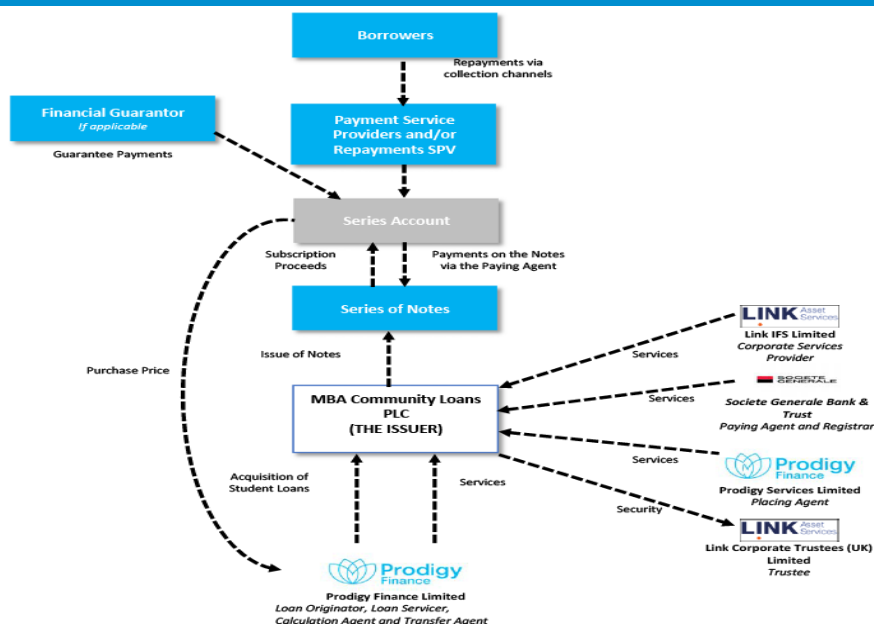 Borrowers
Repayments via
collection channels
Financial Guarantor
If applicable
Payment Service
Providers and/or
Repayments SPV
Guarantee Payments
Series Account
Subscription
Proceeds
Payments on the Notes
via the Paying Agent
Series of Notes
LINK Asset
Services
Link IFS Limited
Corporate Services
Provider
Services
Issue of Notes
Purchase Price
SOCIETE
GENERALE
Societe Generale Bank &
Trust
Paying Agent and Registrar
Services
MBA Community Loans
PLC
(THE ISSUER)
Services
Prodigy
Finance
Prodigy Services Limited
Placing Agent
Acquisition of
Student Loans
Services
Security
LINK Asset
Services
Link Corporate Trustees (UK)
Limited
Trustee
Prodigy
Finance
Prodigy Finance Limited
Loan Originator, Loan Servicer,
Calculation Agent and Transfer Agent